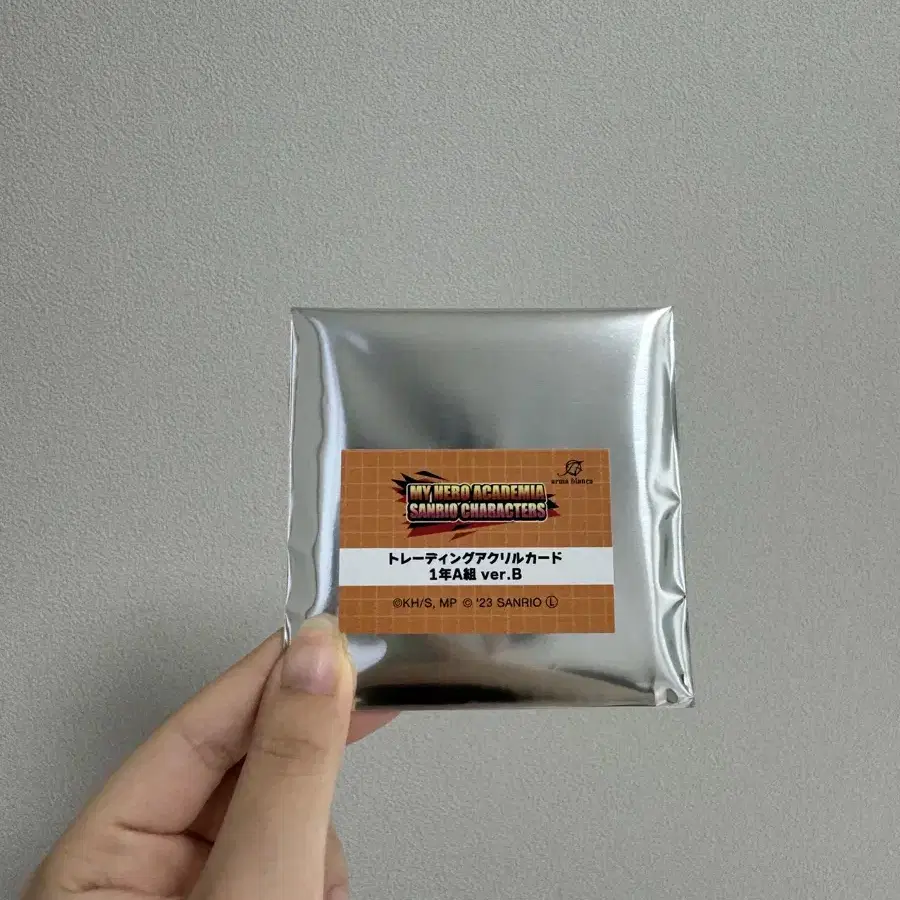 arma bianca
MY HERO ACADEMIA
SANRIO CHARACTERS
トレーディングアクリルカード
1年A組 ver.B
©KH/S, MP © '23 SANRIO Ⓛ